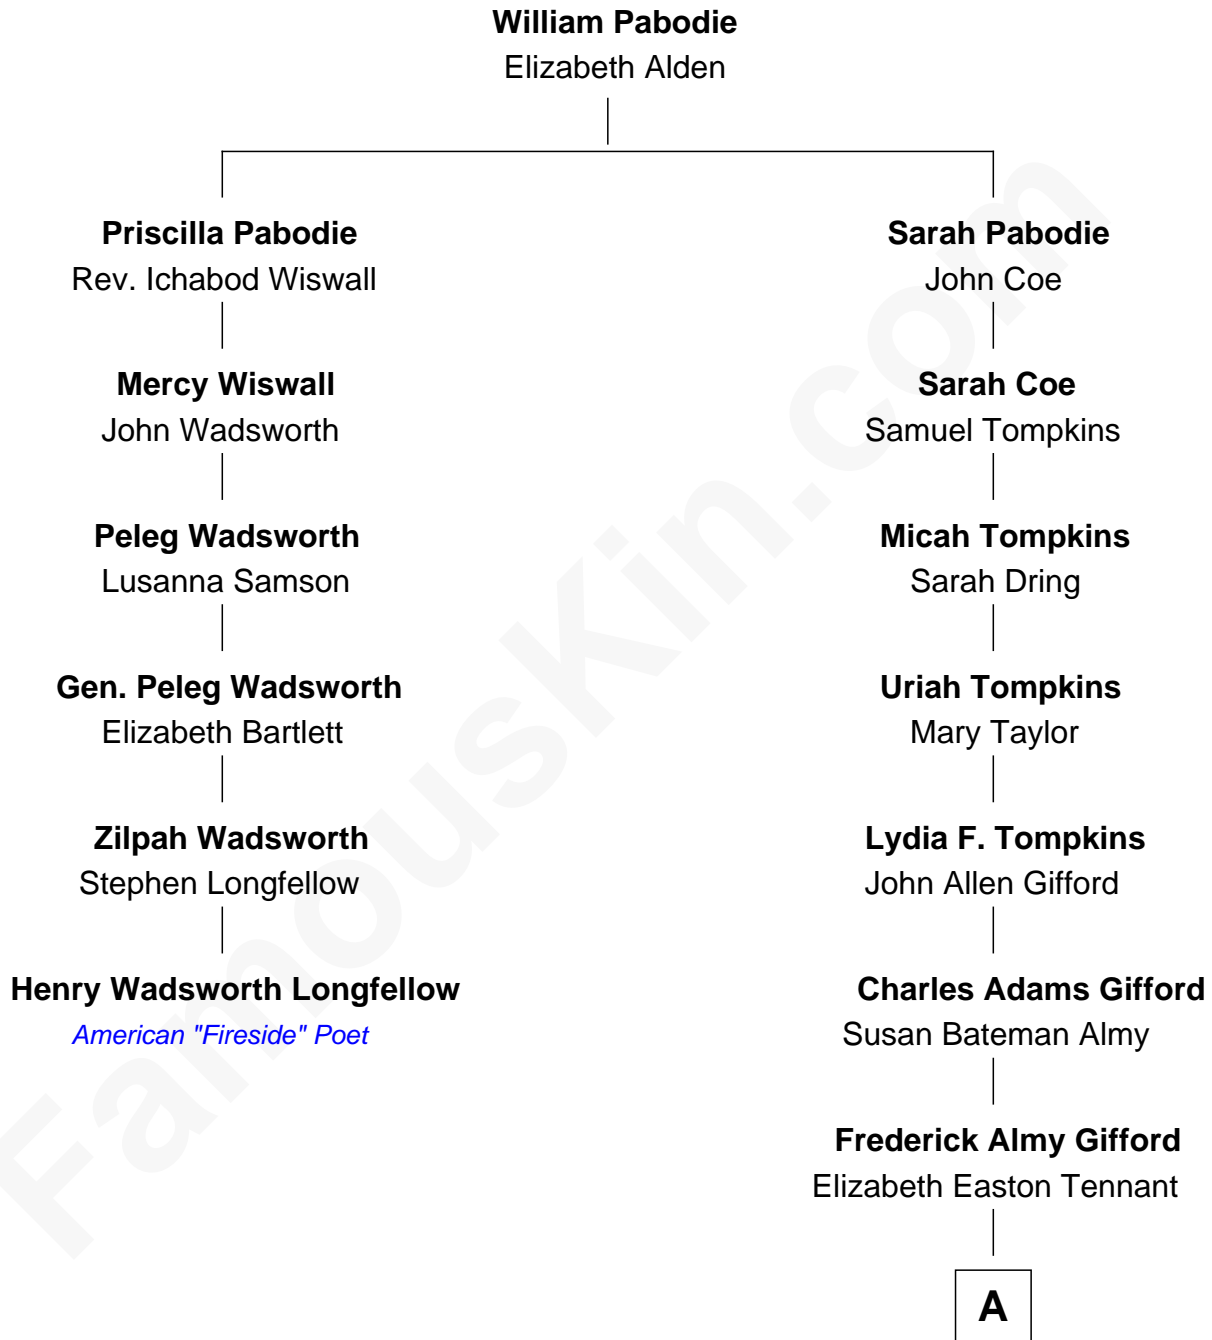 William Pabodie
Elizabeth Alden
Priscilla Pabodie
Rev. Ichabod Wiswall
Sarah Pabodie
John Coe
Mercy Wiswall
John Wadsworth
Sarah Coe
Samuel Tompkins
Peleg Wadsworth
Lusanna Samson
Micah Tompkins
Sarah Dring
Gen. Peleg Wadsworth
Elizabeth Bartlett
Uriah Tompkins
Mary Taylor
Zilpah Wadsworth
Stephen Longfellow
Lydia F. Tompkins
John Allen Gifford
Henry Wadsworth Longfellow
American "Fireside" Poet
Charles Adams Gifford
Susan Bateman Almy
Frederick Almy Gifford
Elizabeth Easton Tennant
A
FamousKin.com